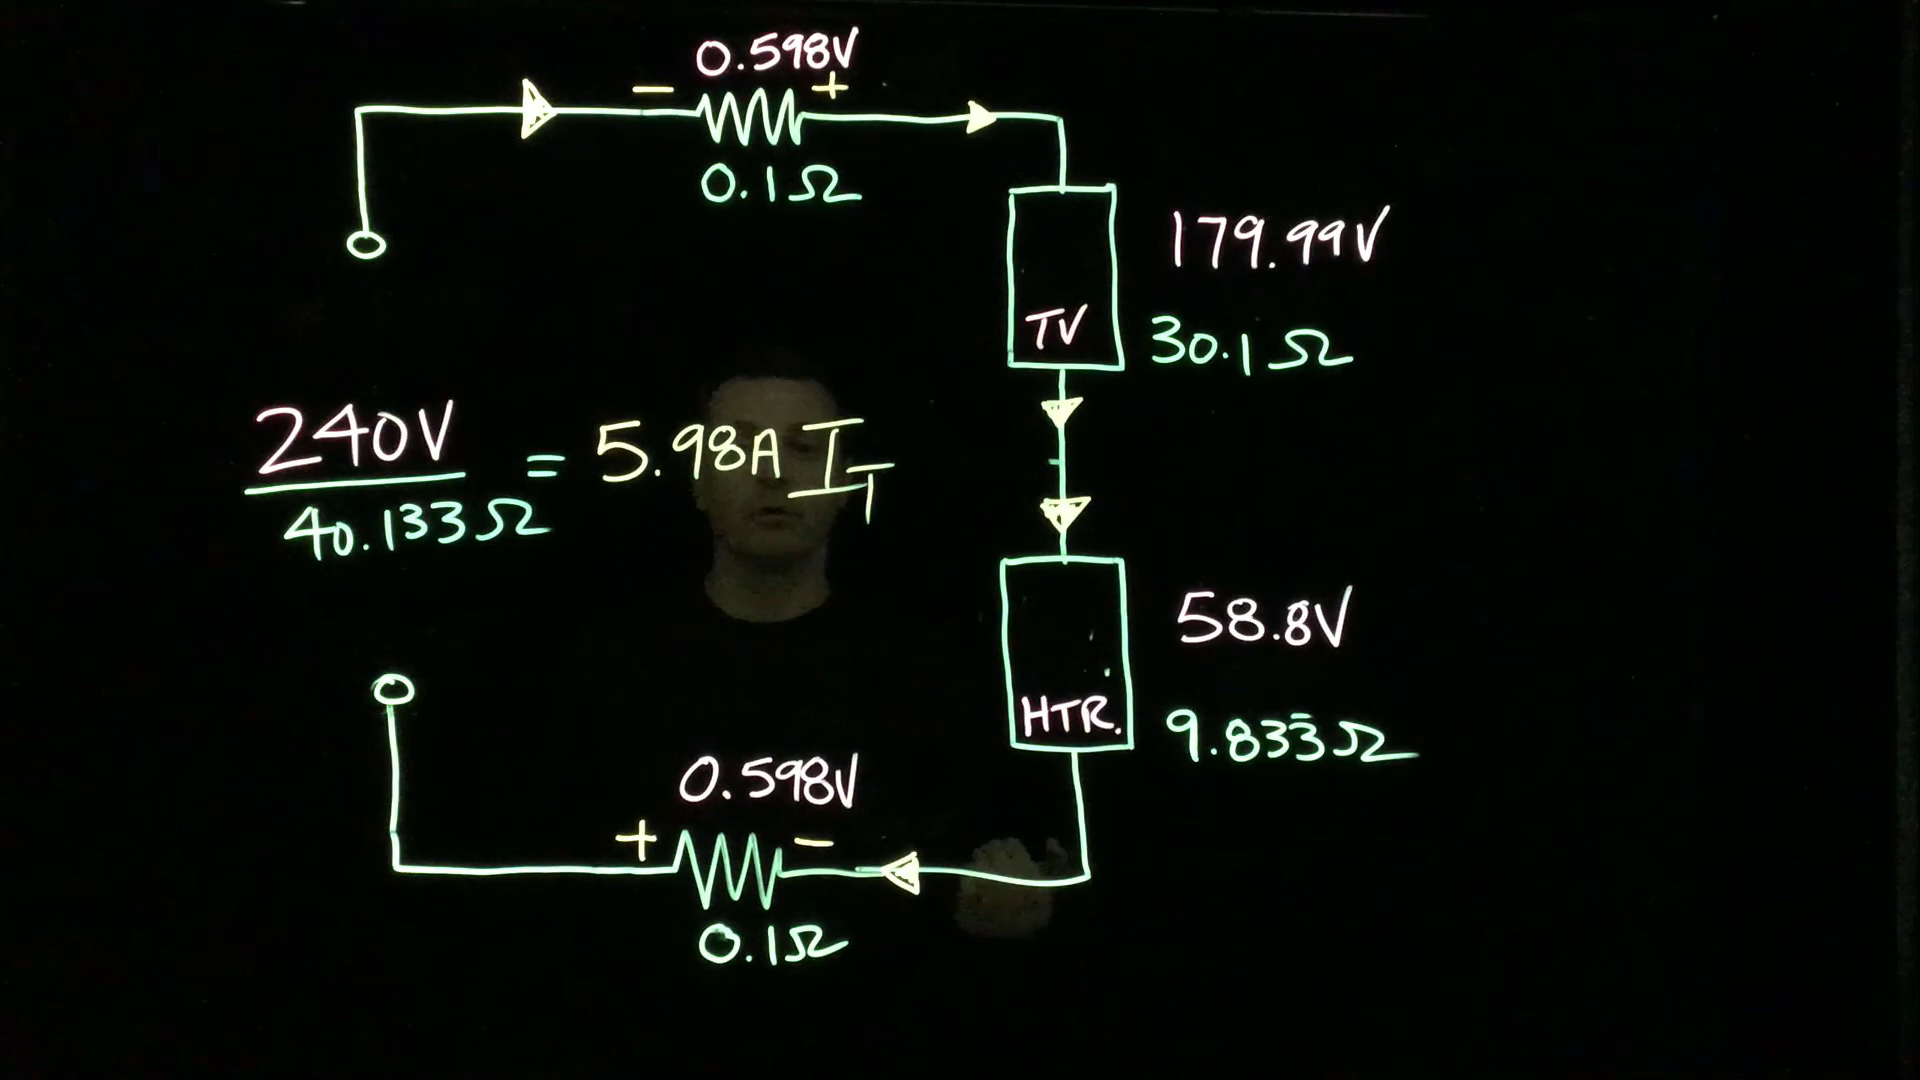 0.598V
− +
0.1Ω
179.99V
TV
30.1Ω
240V
40.133Ω
= 5.98A I_T
58.8V
HTR.
9.833Ω
0.598V
+ −
0.1Ω